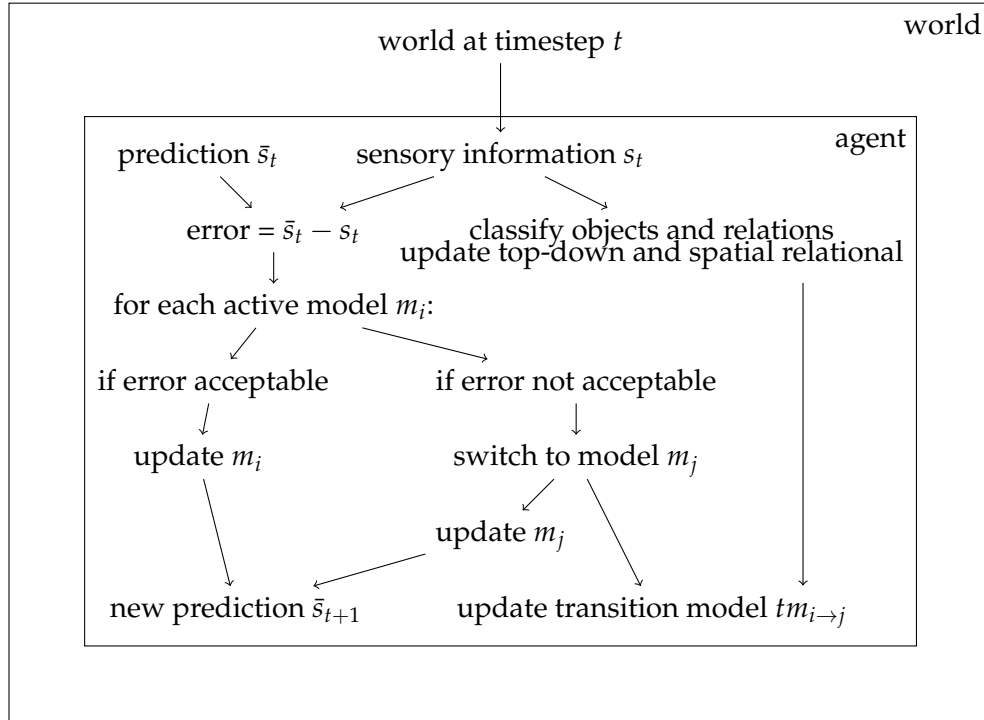 world
world at timestep t
agent
prediction s̄ₜ
sensory information sₜ
error = s̄ₜ − sₜ
classify objects and relations
update top-down and spatial relational
for each active model mᵢ:
if error acceptable
if error not acceptable
update mᵢ
switch to model mⱼ
update mⱼ
new prediction s̄ₜ₊₁
update transition model tmᵢ→ⱼ